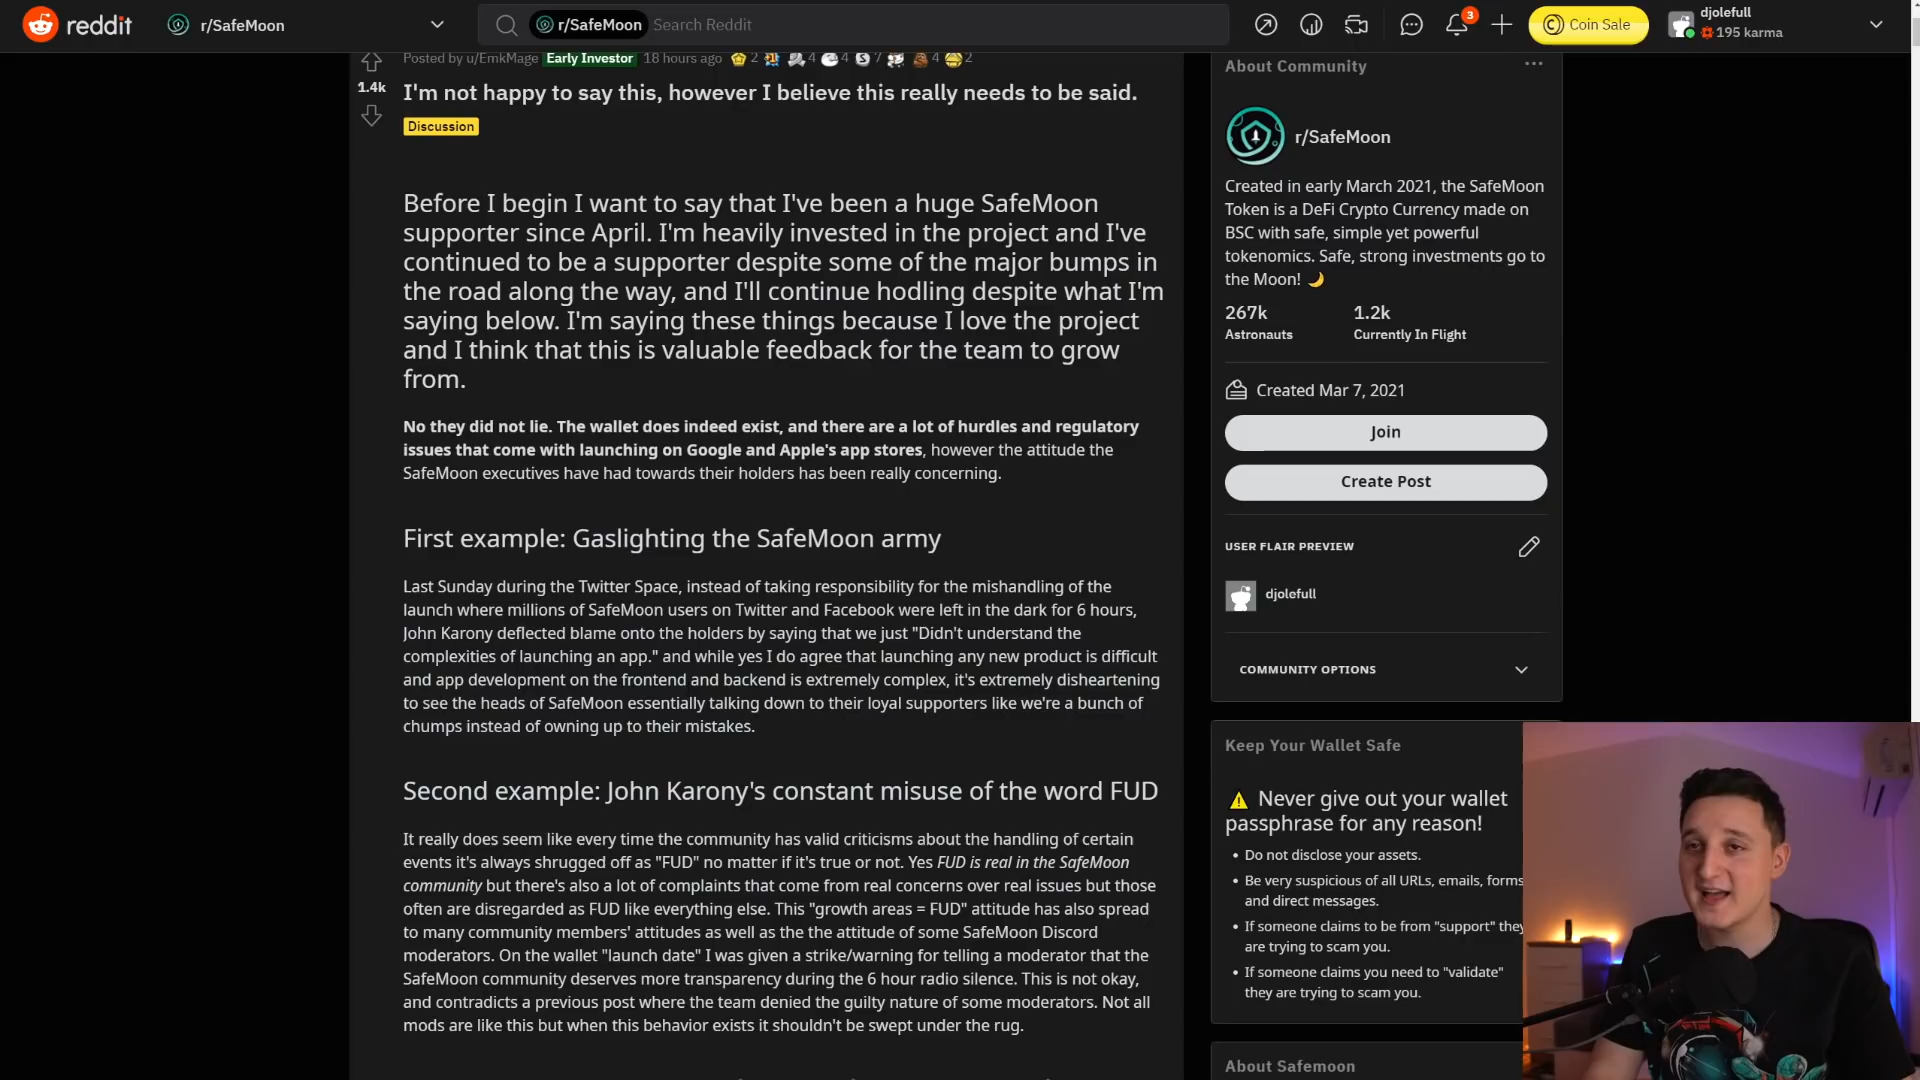 reddit
r/SafeMoon
r/SafeMoon
Search Reddit
3
Coin Sale
djolefull
195 karma
Posted by u/EmkMage Early Investor 18 hours ago 2 4 4 7 4 2
1.4k
I'm not happy to say this, however I believe this really needs to be said.
Discussion
Before I begin I want to say that I've been a huge SafeMoon
supporter since April. I'm heavily invested in the project and I've
continued to be a supporter despite some of the major bumps in
the road along the way, and I'll continue hodling despite what I'm
saying below. I'm saying these things because I love the project
and I think that this is valuable feedback for the team to grow
from.
No they did not lie. The wallet does indeed exist, and there are a lot of hurdles and regulatory
issues that come with launching on Google and Apple's app stores, however the attitude the
SafeMoon executives have had towards their holders has been really concerning.
First example: Gaslighting the SafeMoon army
Last Sunday during the Twitter Space, instead of taking responsibility for the mishandling of the
launch where millions of SafeMoon users on Twitter and Facebook were left in the dark for 6 hours,
John Karony deflected blame onto the holders by saying that we just "Didn't understand the
complexities of launching an app." and while yes I do agree that launching any new product is difficult
and app development on the frontend and backend is extremely complex, it's extremely disheartening
to see the heads of SafeMoon essentially talking down to their loyal supporters like we're a bunch of
chumps instead of owning up to their mistakes.
Second example: John Karony's constant misuse of the word FUD
It really does seem like every time the community has valid criticisms about the handling of certain
events it's always shrugged off as "FUD" no matter if it's true or not. Yes FUD is real in the SafeMoon
community but there's also a lot of complaints that come from real concerns over real issues but those
often are disregarded as FUD like everything else. This "growth areas = FUD" attitude has also spread
to many community members' attitudes as well as the the attitude of some SafeMoon Discord
moderators. On the wallet "launch date" I was given a strike/warning for telling a moderator that the
SafeMoon community deserves more transparency during the 6 hour radio silence. This is not okay,
and contradicts a previous post where the team denied the guilty nature of some moderators. Not all
mods are like this but when this behavior exists it shouldn't be swept under the rug.
About Community
r/SafeMoon
Created in early March 2021, the SafeMoon
Token is a DeFi Crypto Currency made on
BSC with safe, simple yet powerful
tokenomics. Safe, strong investments go to
the Moon! 🌙
267k 1.2k
Astronauts Currently In Flight
Created Mar 7, 2021
Join
Create Post
USER FLAIR PREVIEW
djolefull
COMMUNITY OPTIONS
Keep Your Wallet Safe
⚠ Never give out your wallet
passphrase for any reason!
• Do not disclose your assets.
• Be very suspicious of all URLs, emails, forms
and direct messages.
• If someone claims to be from "support" they
are trying to scam you.
• If someone claims you need to "validate"
they are trying to scam you.
About Safemoon